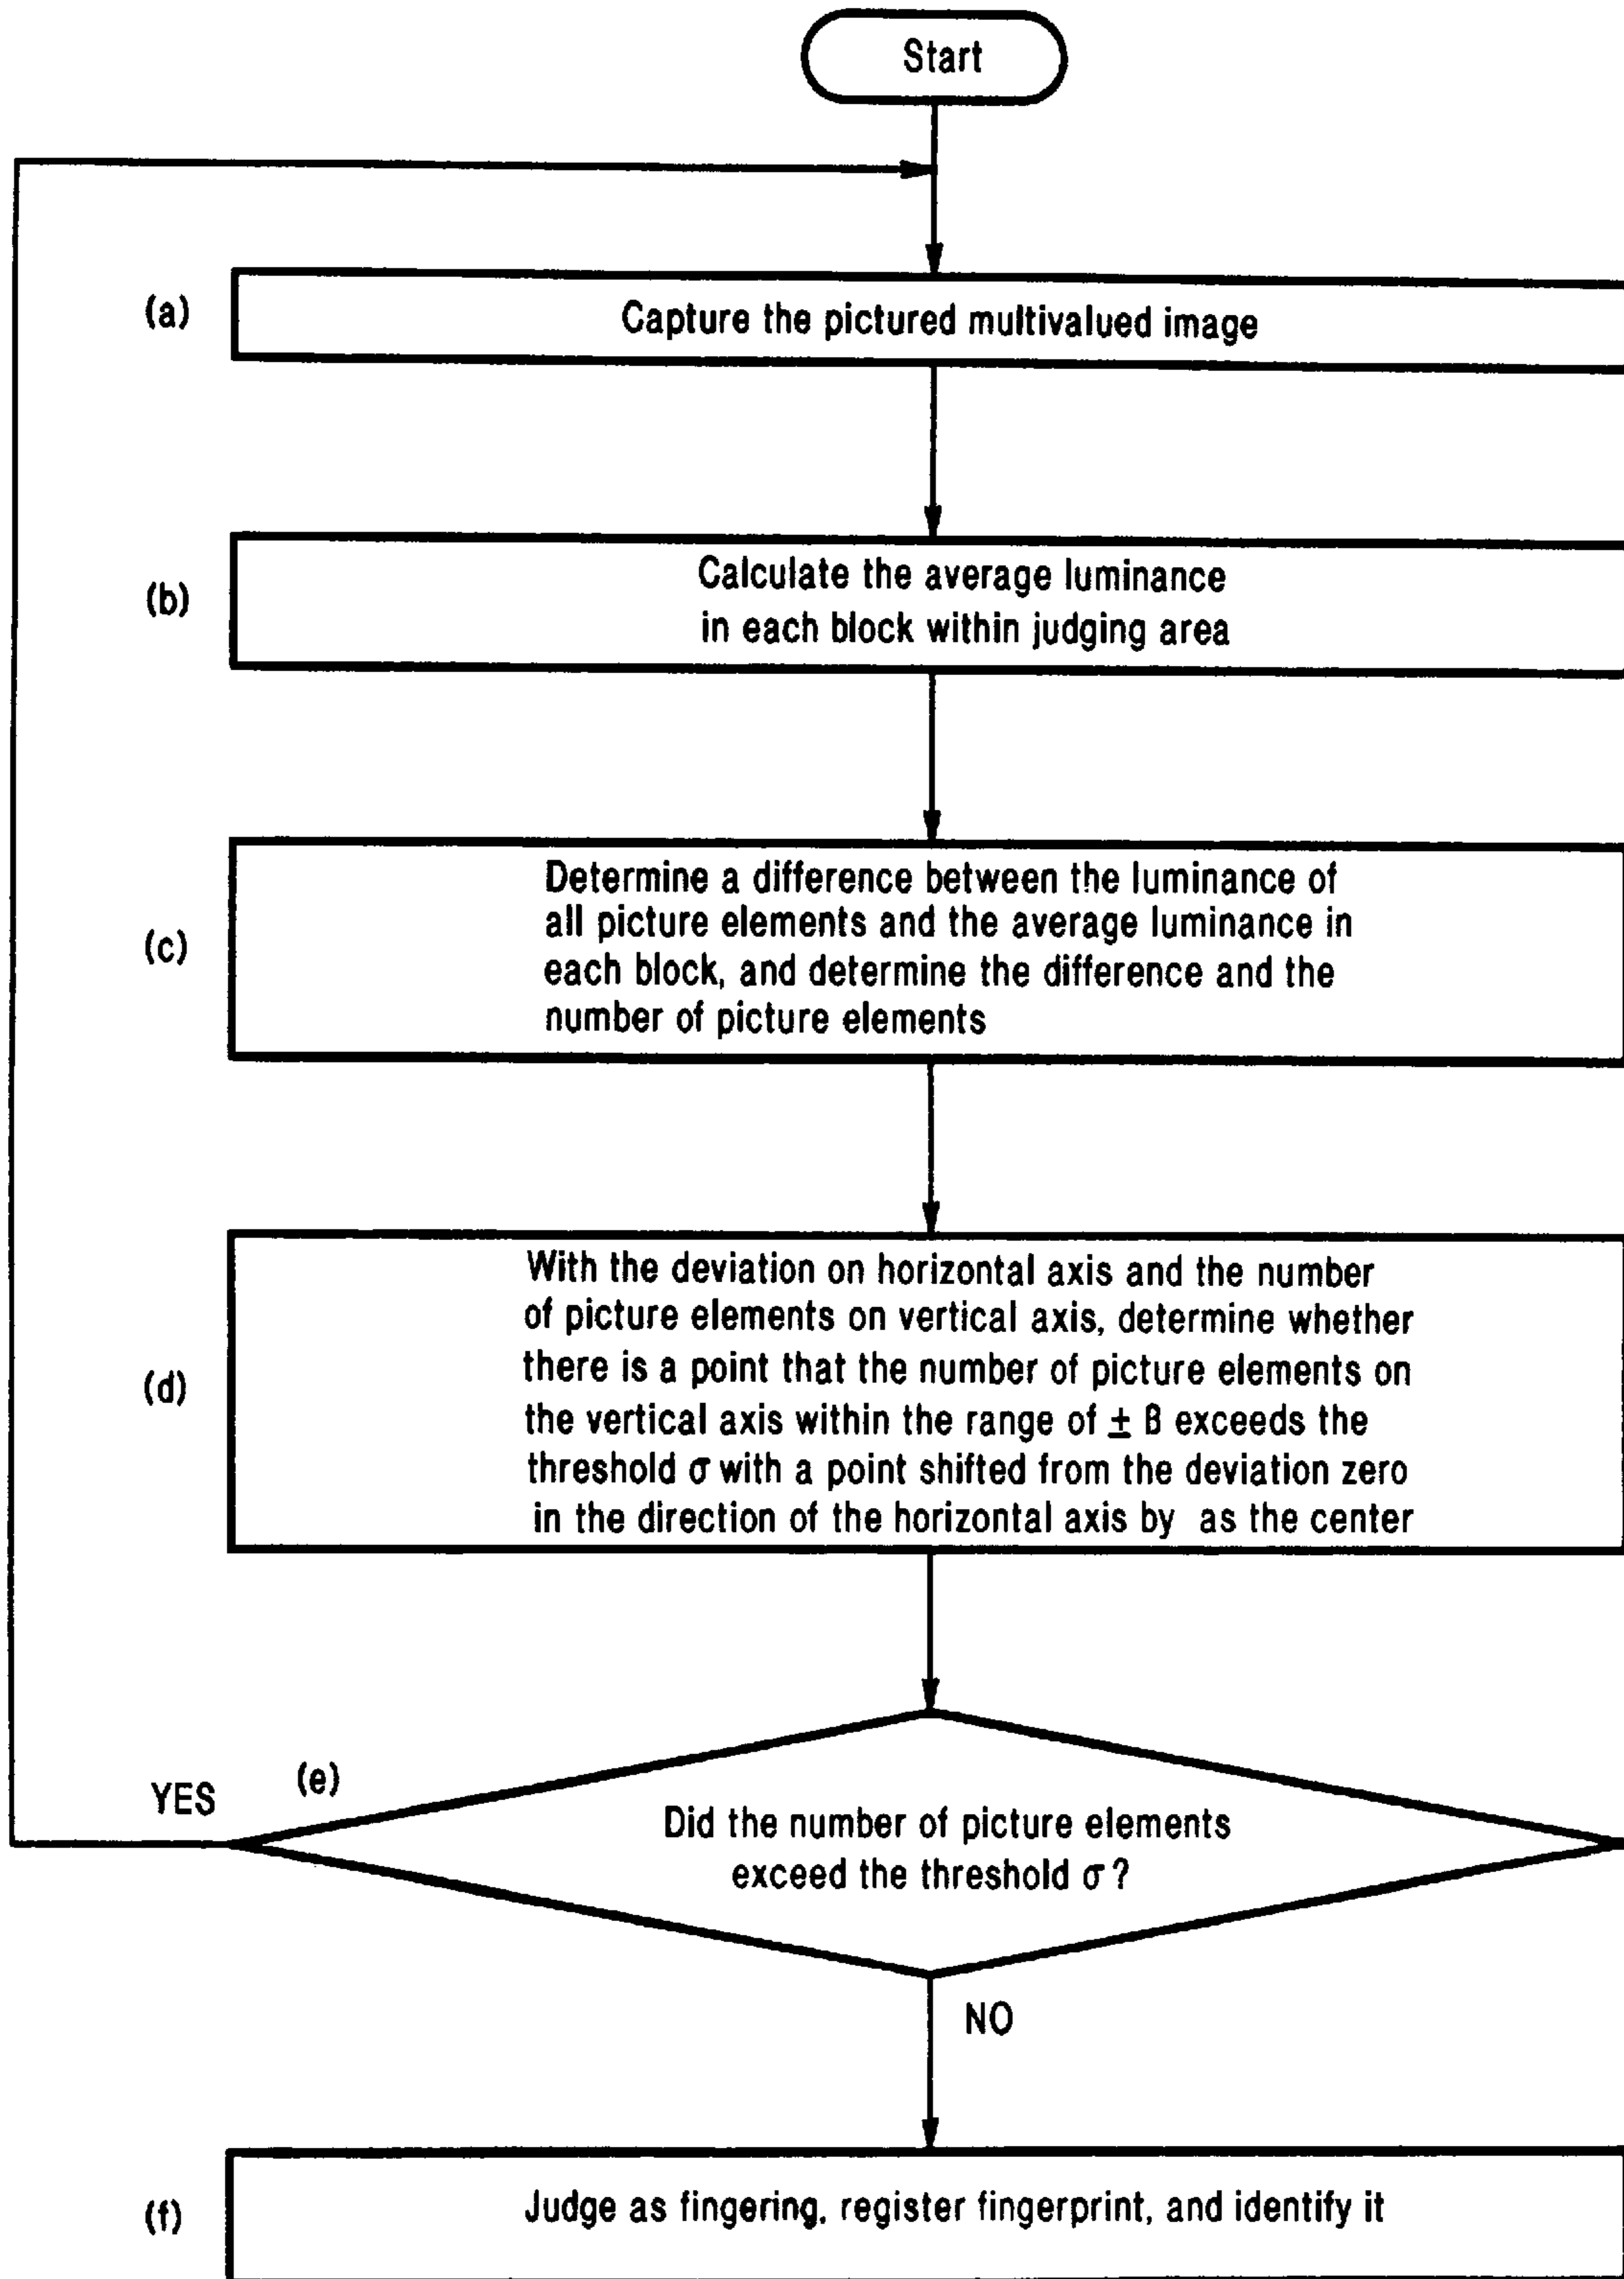 Start
(a)
Capture the pictured multivalued image
(b)
Calculate the average luminance
in each block within judging area
(c)
Determine a difference between the luminance of
all picture elements and the average luminance in
each block, and determine the difference and the
number of picture elements
(d)
With the deviation on horizontal axis and the number
of picture elements on vertical axis, determine whether
there is a point that the number of picture elements on
the vertical axis within the range of ± B exceeds the
threshold σ with a point shifted from the deviation zero
in the direction of the horizontal axis by as the center
YES
(e)
Did the number of picture elements
exceed the threshold σ?
NO
(f)
Judge as fingering, register fingerprint, and identify it